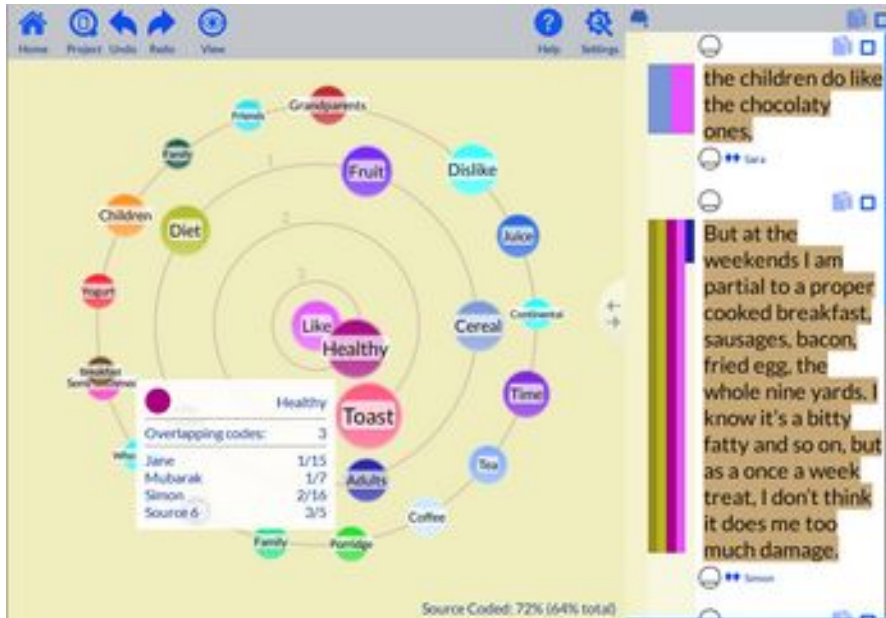 Home
Project
Undo
Redo
View
Help
Settings
Grandparents
Friends
Family
1
Fruit
Dislike
Children
Diet
2
Juice
3
Yogurt
Like
Cereal
Continental
Healthy
Breakfast
Time
Toast
Healthy
Overlapping codes: 3
Jane 1/15
Mubarak 1/7
Simon 2/16
Source 6 3/5
Tea
Adults
Coffee
Family
Porridge
Source Coded: 72% (64% total)
the children do like
the chocolaty
ones,
Sara
But at the
weekends I am
partial to a proper
cooked breakfast,
sausages, bacon,
fried egg, the
whole nine yards. I
know it's a bitty
fatty and so on, but
as a once a week
treat, I don't think
it does me too
much damage,
Simon